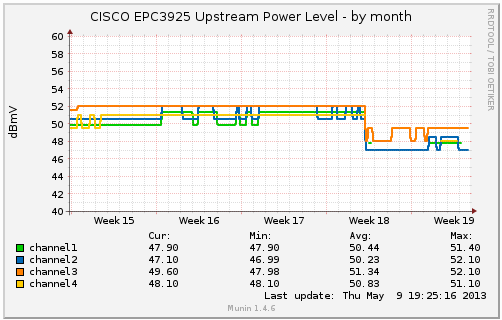 CISCO EPC3925 Upstream Power Level - by month
RRDTOOL / TOBI OETIKER
dBmV
60
58
56
54
52
50
48
46
44
42
40
Week 15 Week 16 Week 17 Week 18 Week 19
Cur: Min: Avg: Max:
channel1 47.90 47.90 50.44 51.40
channel2 47.10 46.99 50.23 52.10
channel3 49.60 47.98 51.34 52.10
channel4 48.10 48.10 50.83 51.10
Last update: Thu May 9 19:25:16 2013
Munin 1.4.6